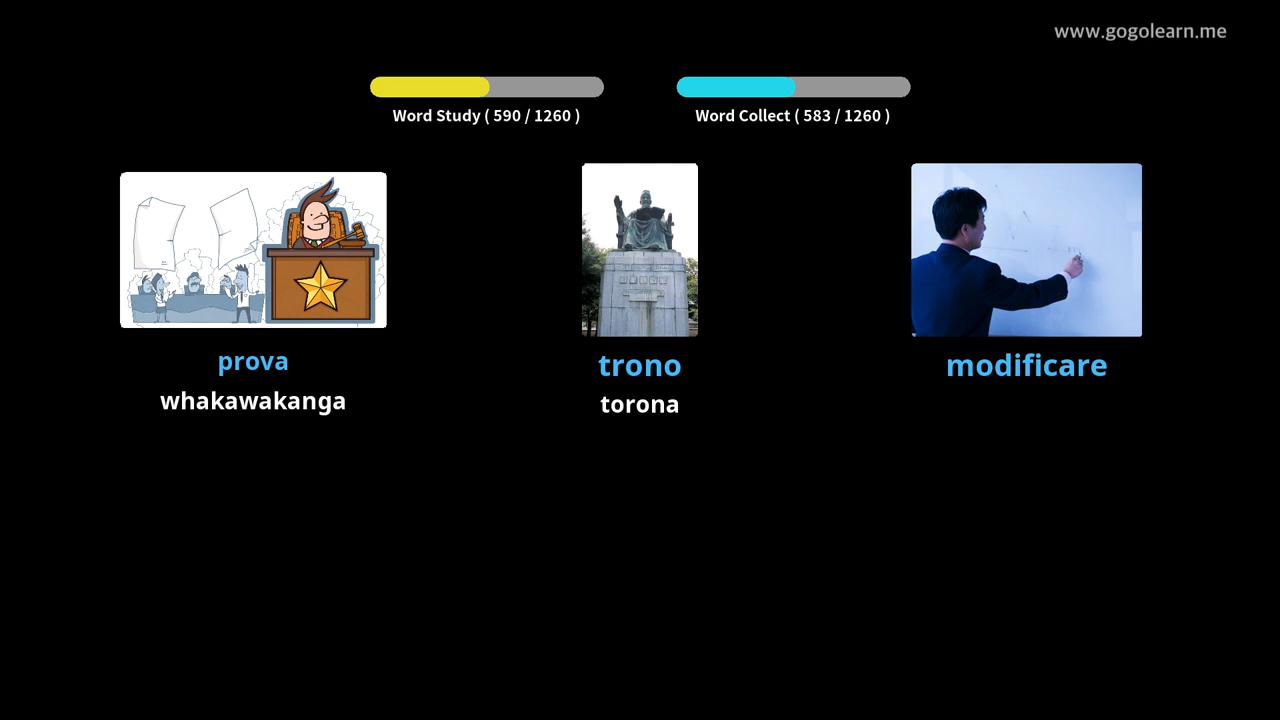 www.gogolearn.me
Word Study ( 590 / 1260 )
Word Collect ( 583 / 1260 )
prova
whakawakanga
trono
torona
modificare